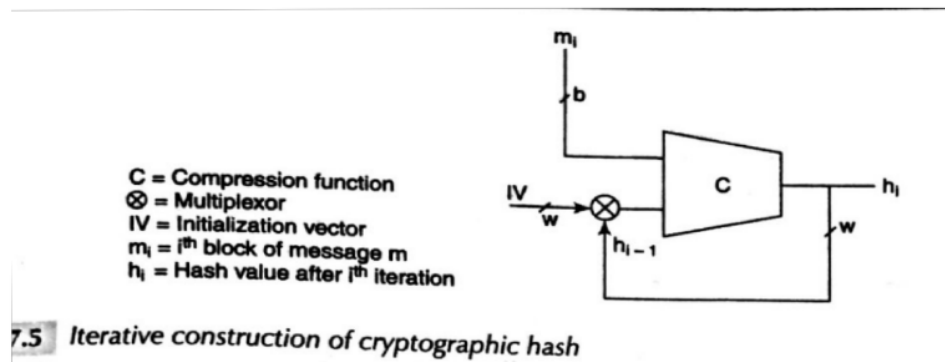 mᵢ
b
C = Compression function
⊗ = Multiplexor
IV = Initialization vector
mᵢ = iᵗʰ block of message m
hᵢ = Hash value after iᵗʰ iteration
IV
w
C
hᵢ
w
hᵢ₋₁
7.5 Iterative construction of cryptographic hash